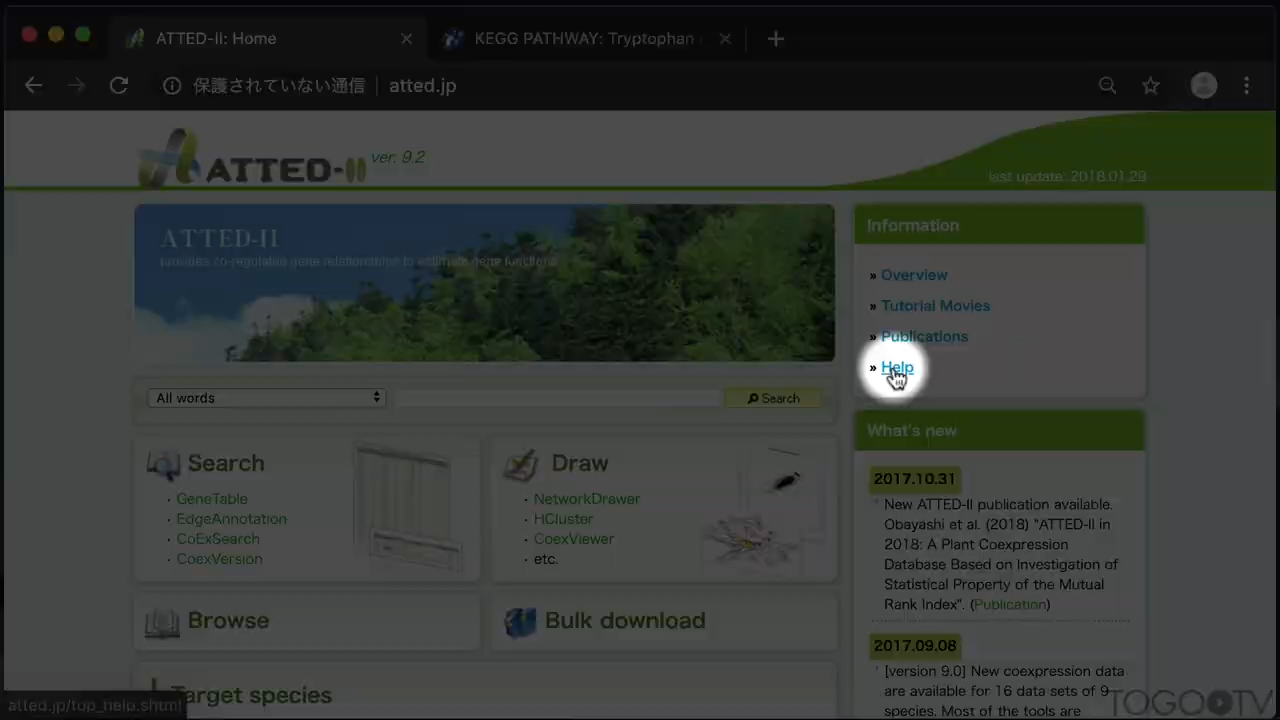 ATTED-II: Home
KEGG PATHWAY: Tryptophan
保護されていない通信 | atted.jp
ATTED-II ver. 9.2
last update: 2018.01.29
ATTED-II
provides co-regulated gene relationships to estimate gene functions
Information
» Overview
» Tutorial Movies
» Publications
» Help
All words
Search
Search
· GeneTable
· EdgeAnnotation
· CoExSearch
· CoexVersion
Draw
· NetworkDrawer
· HCluster
· CoexViewer
· etc.
Browse
Bulk download
Target species
What's new
2017.10.31
New ATTED-II publication available.
Obayashi et al. (2018) "ATTED-II in
2018: A Plant Coexpression
Database Based on Investigation of
Statistical Property of the Mutual
Rank Index". (Publication)
2017.09.08
[version 9.0] New coexpression data
are available for 16 data sets of 9
species. Most of the tools are
atted.jp/top_help.shtml
TOGOTV